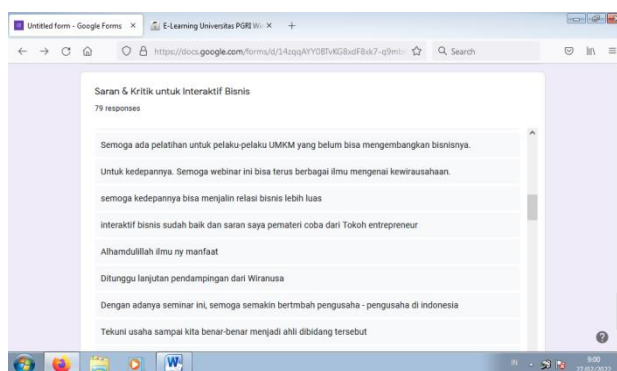 Untitled form - Google Forms
E-Learning Universitas PGRI Wi
https://docs.google.com/forms/d/
Search
Saran & Kritik untuk Interaktif Bisnis
79 responses
Semoga ada pelatihan untuk pelaku-pelaku UMKM yang belum bisa mengembangkan bisnisnya.
Untuk kedepannya. Semoga webinar ini bisa terus berbagai ilmu mengenai kewirausahaan.
semoga kedepannya bisa menjalin relasi bisnis lebih luas
interaktif bisnis sudah baik dan saran saya pemateri coba dari Tokoh entrepreneur
Alhamdulillah ilmu ny manfaat
Ditunggu lanjutan pendampingan dari Wiranusa
Dengan adanya seminar ini, semoga semakin bertmbah pengusaha - pengusaha di indonesia
Tekuni usaha sampai kita benar-benar menjadi ahli dibidang tersebut
IN
9:00
27/02/2022